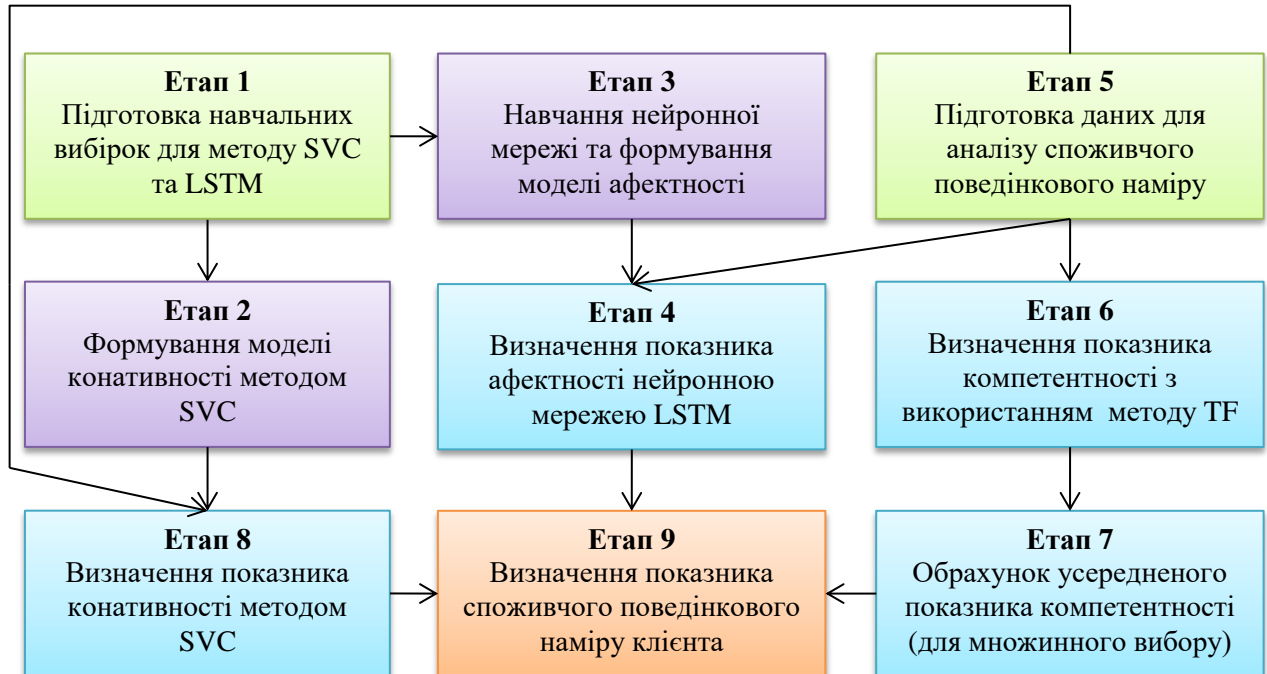 Етап 1
Підготовка навчальних
вибірок для методу SVC
та LSTM
Етап 3
Навчання нейронної
мережі та формування
моделі афектності
Етап 5
Підготовка даних для
аналізу споживчого
поведінкового наміру
Етап 2
Формування моделі
конативності методом
SVC
Етап 4
Визначення показника
афектності нейронною
мережею LSTM
Етап 6
Визначення показника
компетентності з
використанням методу TF
Етап 8
Визначення показника
конативності методом
SVC
Етап 9
Визначення показника
споживчого поведінкового
наміру клієнта
Етап 7
Обрахунок усередненого
показника компетентності
(для множинного вибору)